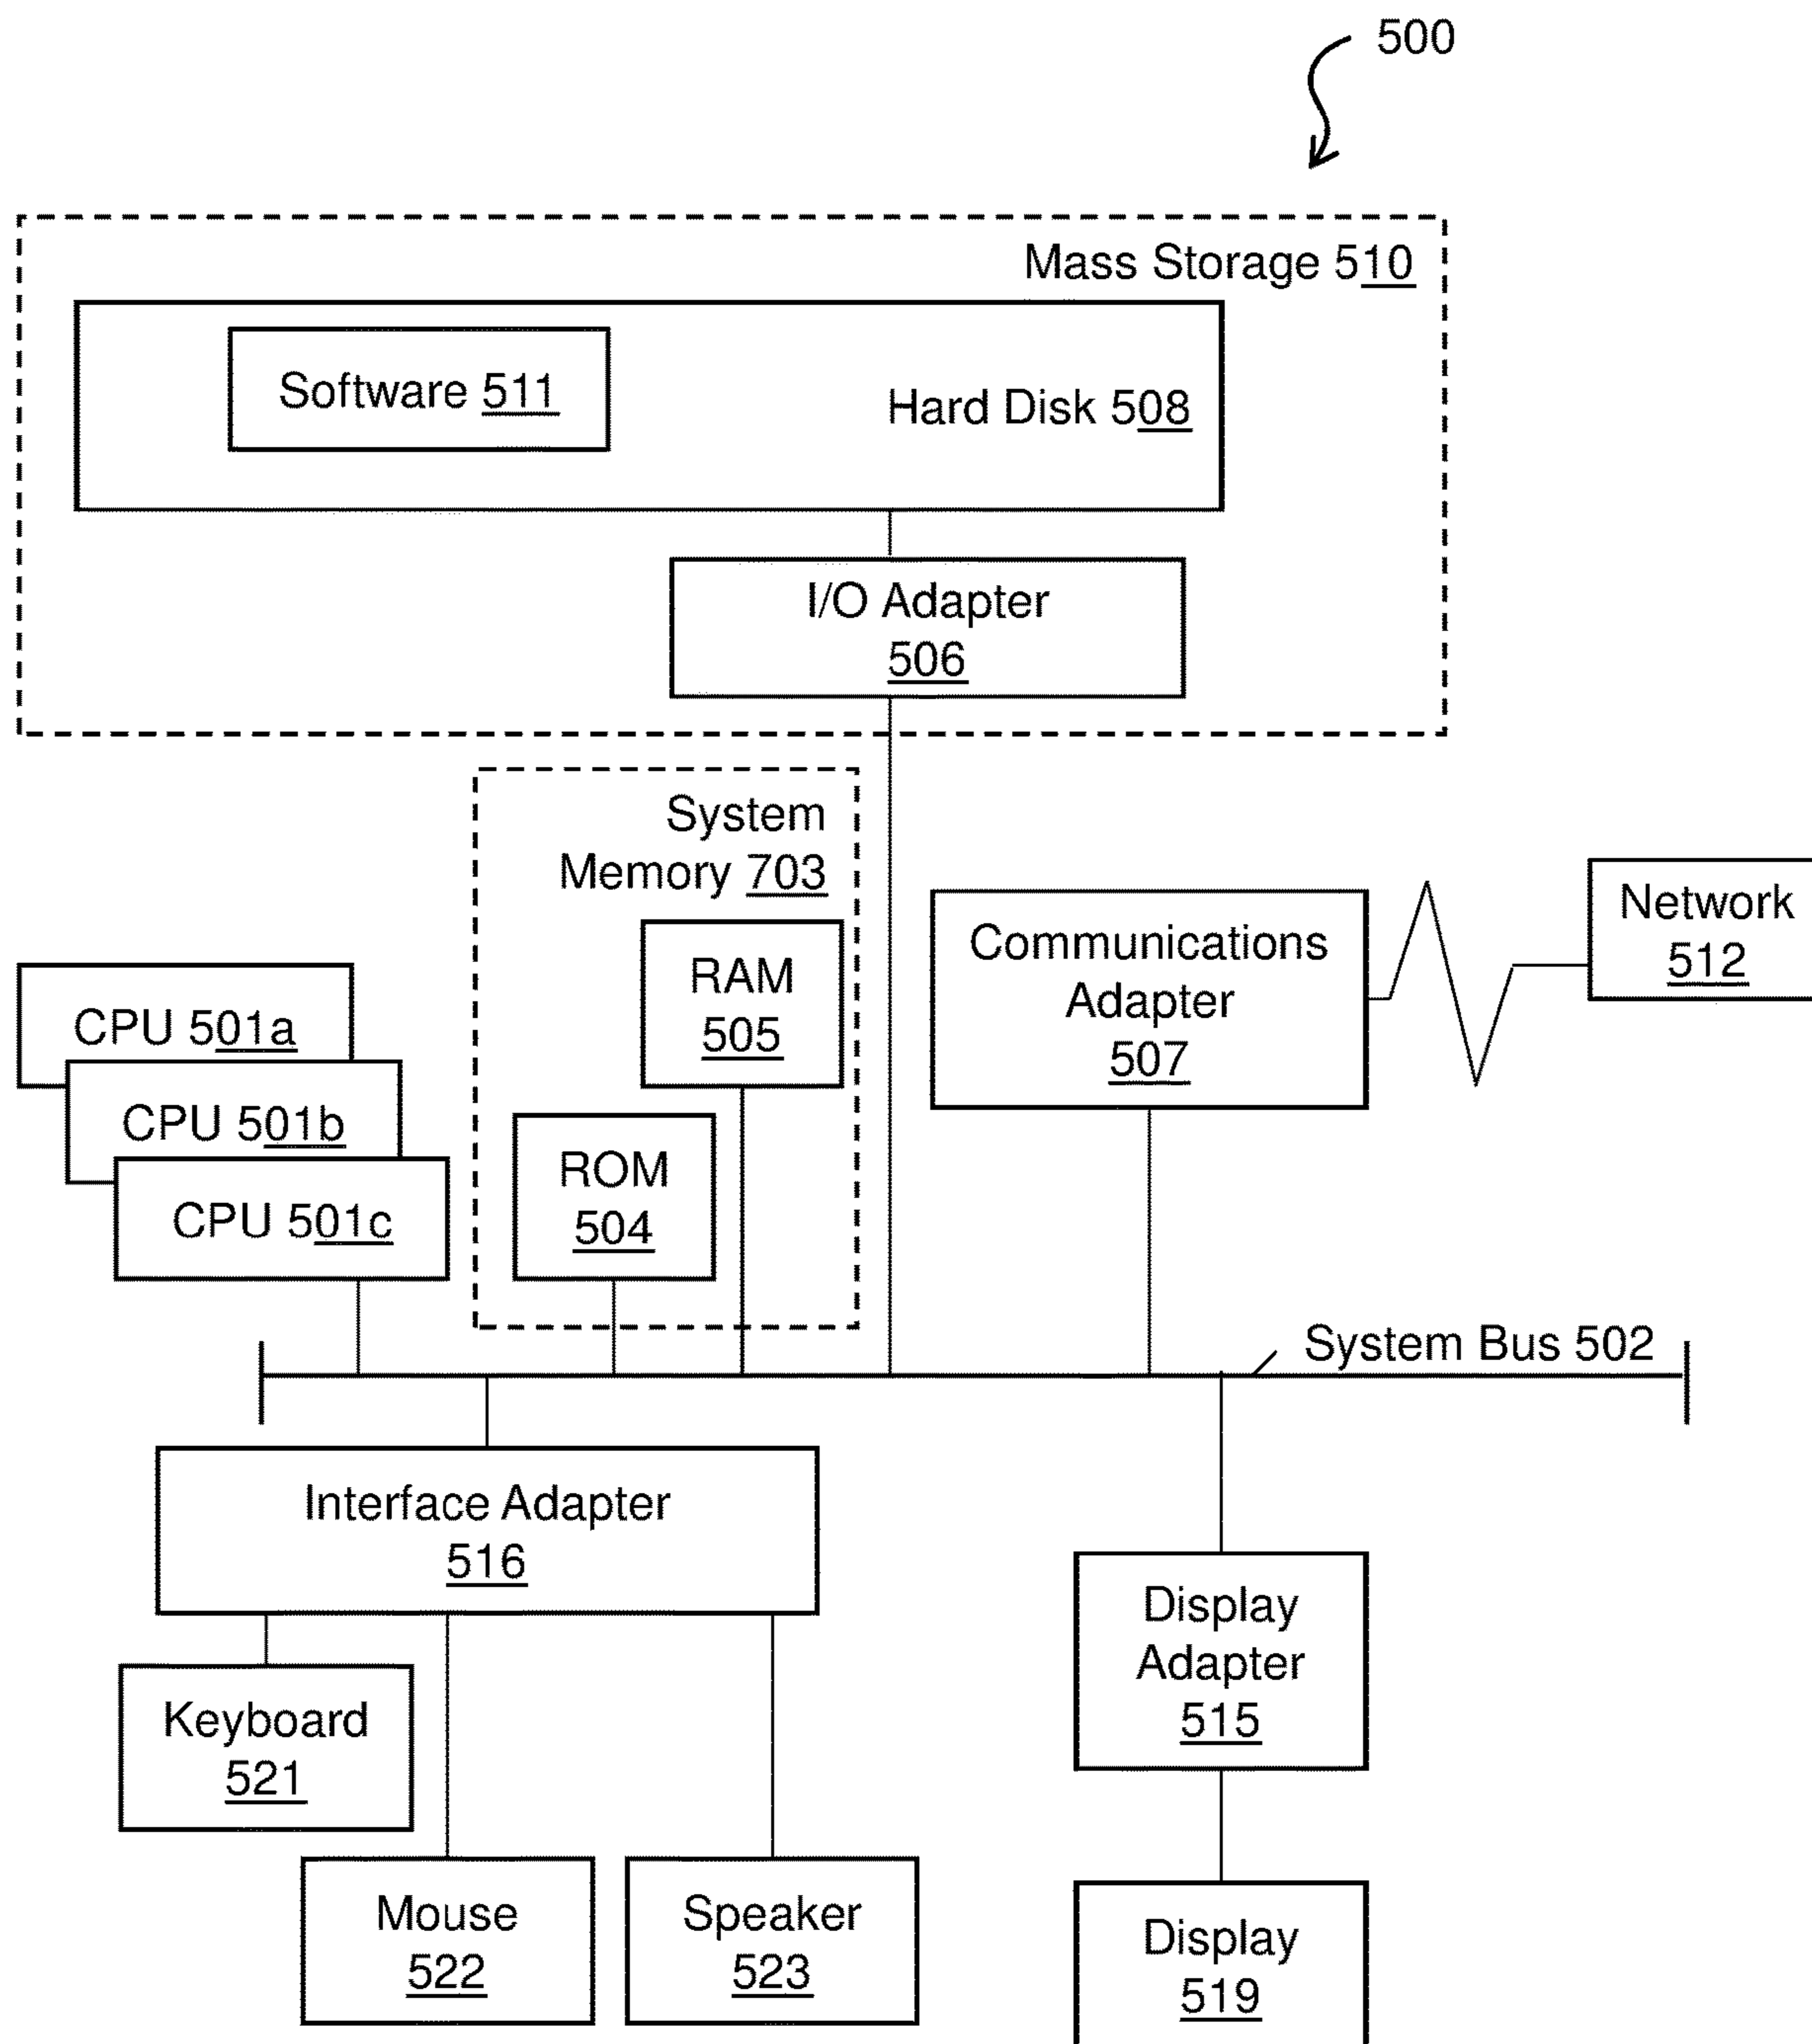 500
Mass Storage 510
Software 511
Hard Disk 508
I/O Adapter
506
System
Memory 703
RAM
505
ROM
504
Communications
Adapter
507
Network
512
CPU 501a
CPU 501b
CPU 501c
System Bus 502
Interface Adapter
516
Keyboard
521
Mouse
522
Speaker
523
Display
Adapter
515
Display
519